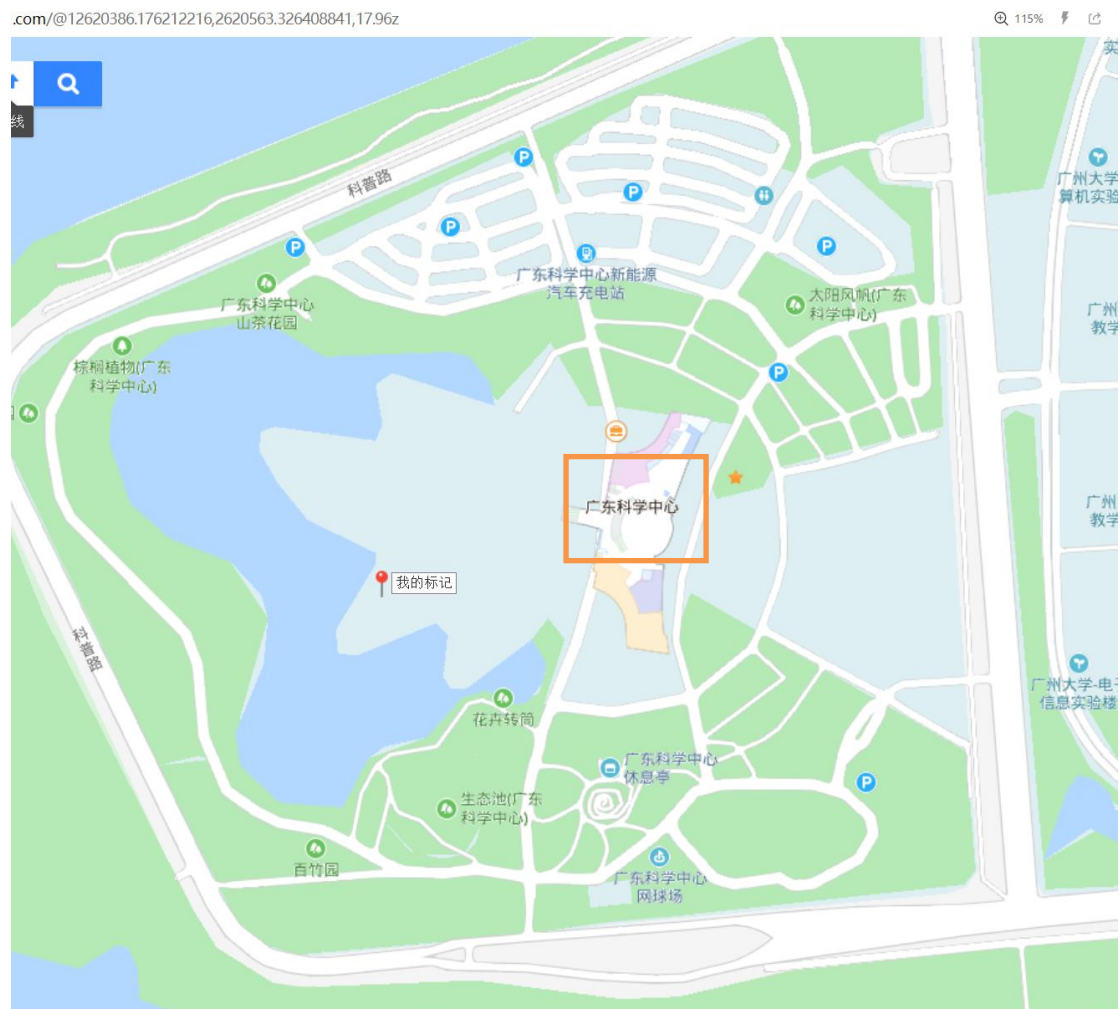 .com/@12620386.176212216,2620563.326408841,17.96z
115%
线
实
P
科普路
P
广州大学
算机实验
P
P
P
广东科学中心新能源
汽车充电站
太阳风帆(广东
科学中心)
广东科学中心
山茶花园
广州
教学
棕榈植物(广东
科学中心)
P
广东科学中心
广州
教学
我的标记
科普路
广州大学-电子
信息实验楼
花卉转筒
广东科学中心
休息亭
P
生态池(广东
科学中心)
百竹园
广东科学中心
网球场